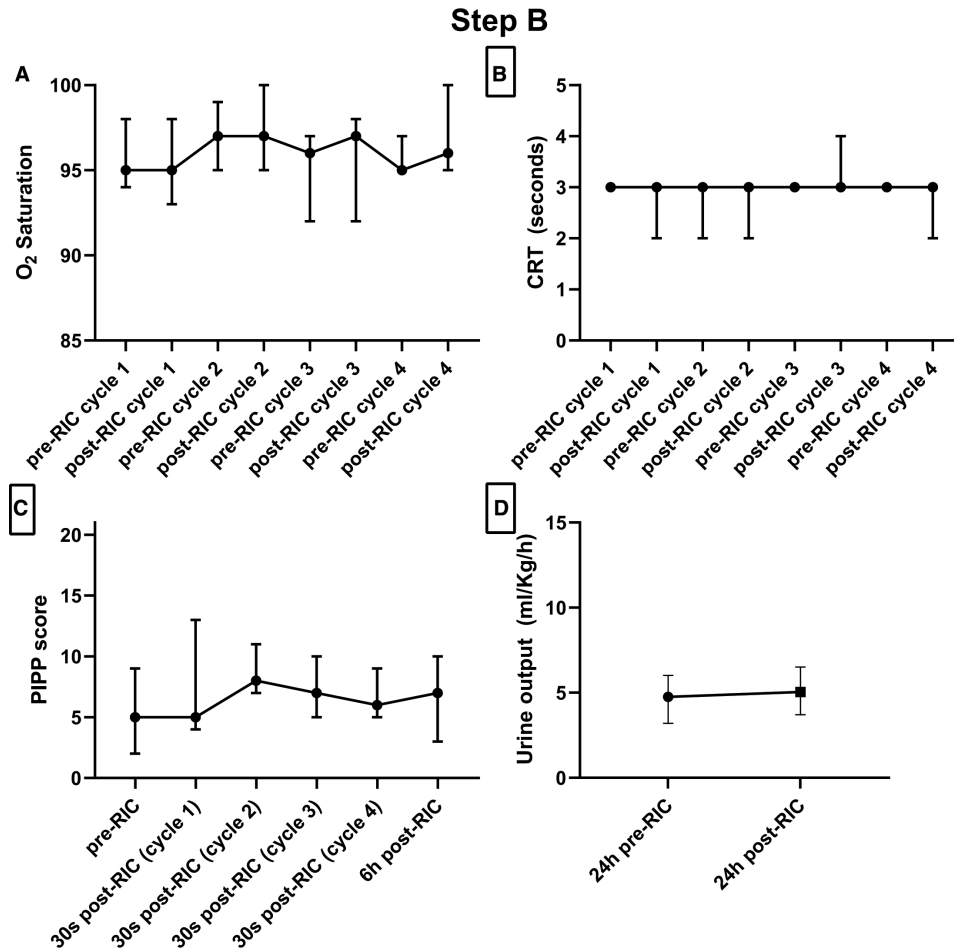 Step B
A
O2 Saturation
100
95
90
85
pre-RIC cycle 1
post-RIC cycle 1
pre-RIC cycle 2
post-RIC cycle 2
pre-RIC cycle 3
post-RIC cycle 3
pre-RIC cycle 4
post-RIC cycle 4
B
CRT (seconds)
5
4
3
2
1
0
pre-RIC cycle 1
post-RIC cycle 1
pre-RIC cycle 2
post-RIC cycle 2
pre-RIC cycle 3
post-RIC cycle 3
pre-RIC cycle 4
post-RIC cycle 4
C
PIPP score
20
15
10
5
0
pre-RIC
30s post-RIC (cycle 1)
30s post-RIC (cycle 2)
30s post-RIC (cycle 3)
30s post-RIC (cycle 4)
6h post-RIC
D
Urine output (ml/Kg/h)
15
10
5
0
24h pre-RIC
24h post-RIC